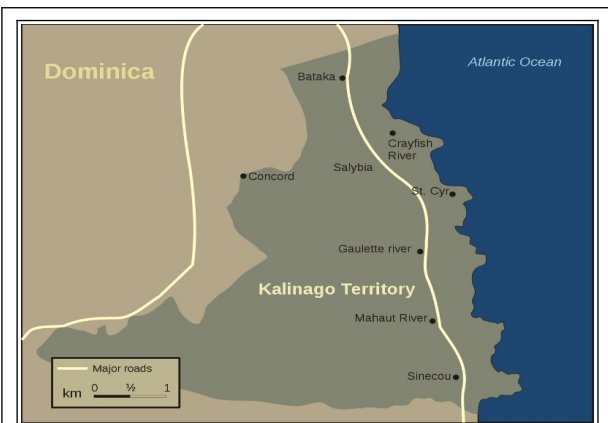 Dominica
Atlantic Ocean
Bataka
Crayfish
River
Salybia
Concord
St. Cyr
Gaulette river
Kalinago Territory
Mahaut River
Sinecou
Major roads
km 0 ½ 1